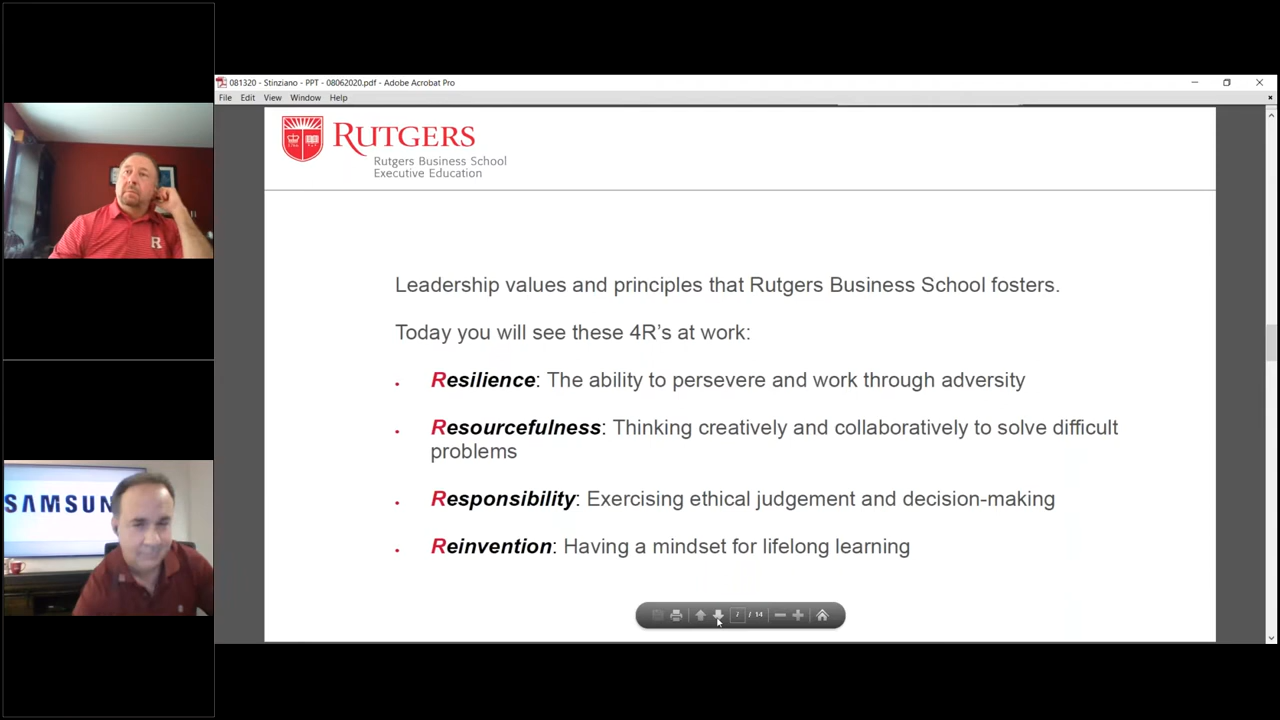 081320 - Stinziano - PPT - 08062020.pdf - Adobe Acrobat Pro
File Edit View Window Help
RUTGERS
Rutgers Business School
Executive Education
Leadership values and principles that Rutgers Business School fosters.
Today you will see these 4R's at work:
Resilience: The ability to persevere and work through adversity
Resourcefulness: Thinking creatively and collaboratively to solve difficult
problems
Responsibility: Exercising ethical judgement and decision-making
Reinvention: Having a mindset for lifelong learning
7 / 14
R
SAMSUN